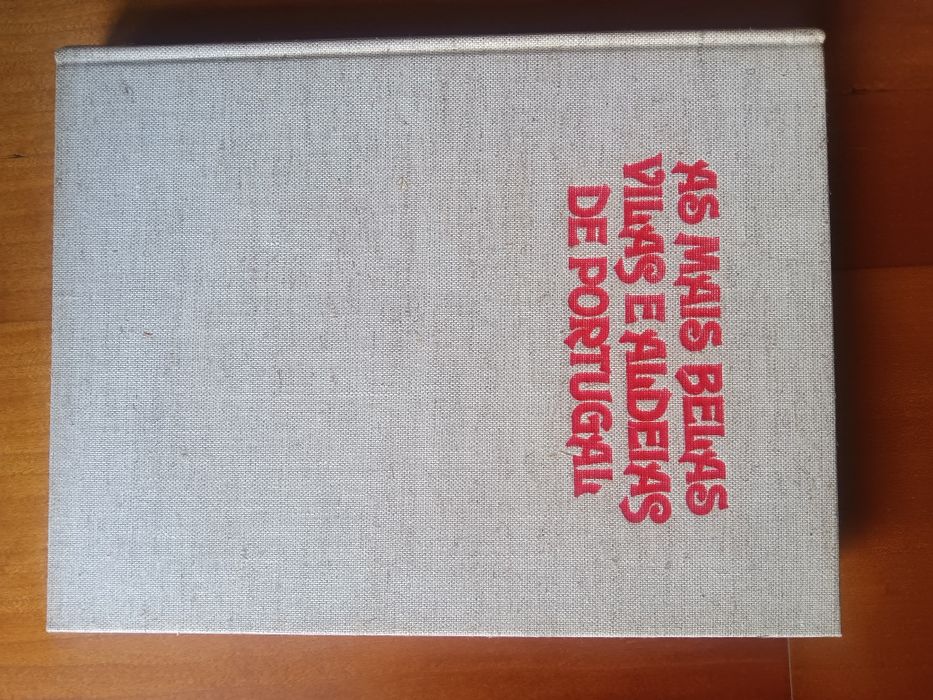 AS MAIS BELAS
VILAS E ALDEIAS
DE PORTUGAL